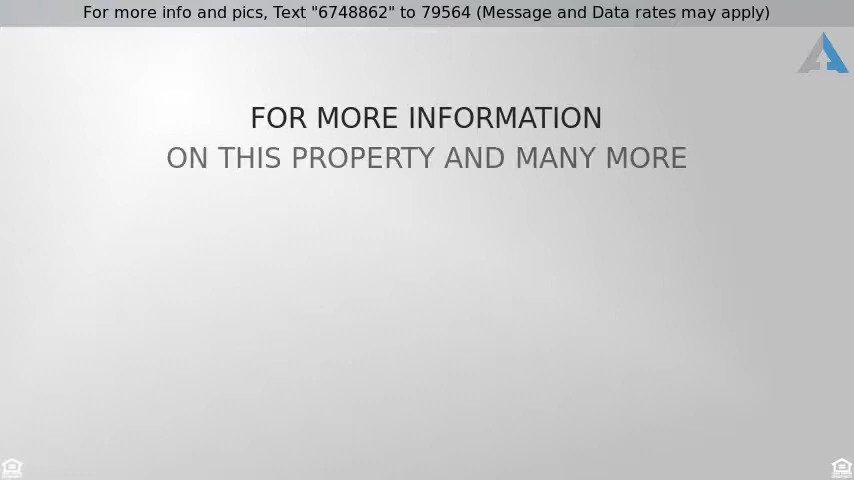 For more info and pics, Text "6748862" to 79564 (Message and Data rates may apply)
FOR MORE INFORMATION
ON THIS PROPERTY AND MANY MORE